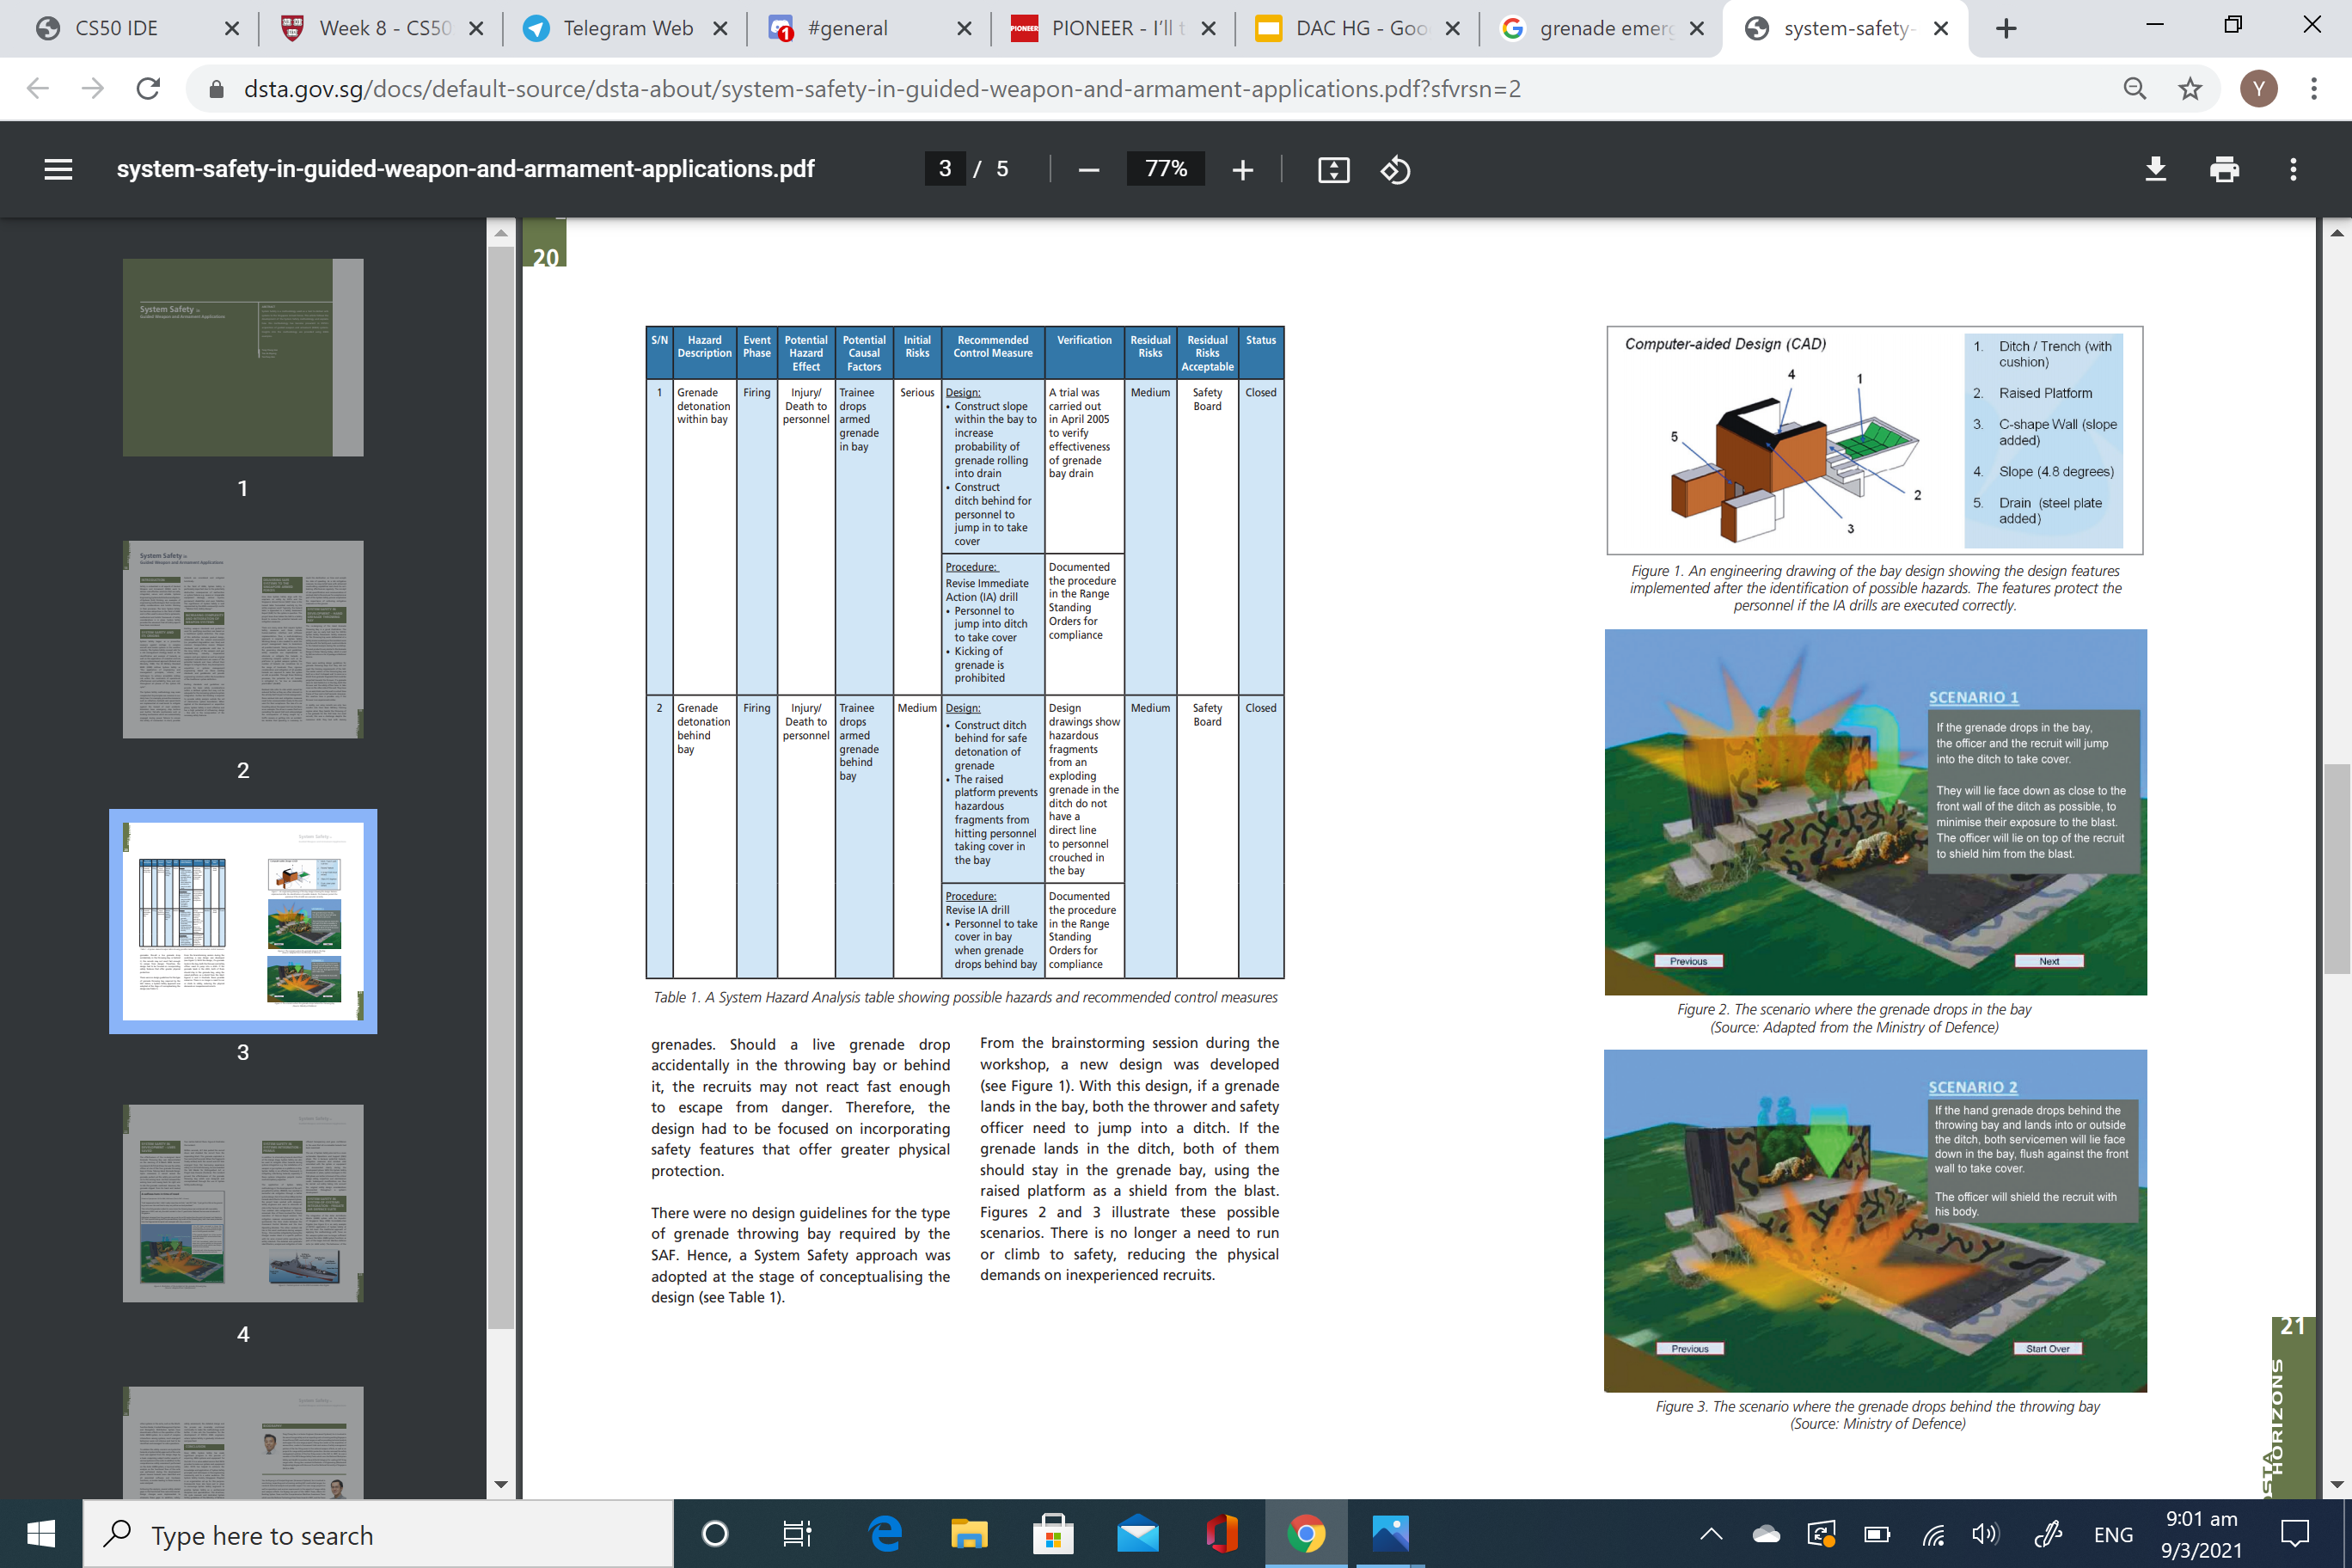 CS50 IDE
Week 8 - CS50
Telegram Web
1
#general
PIONEER
PIONEER - I'll t
DAC HG - Goo
grenade emerg
system-safety-
dsta.gov.sg/docs/default-source/dsta-about/system-safety-in-guided-weapon-and-armament-applications.pdf?sfvrsn=2
Y
system-safety-in-guided-weapon-and-armament-applications.pdf
3 / 5
77%
System Safety in
Guided Weapon and Armament Applications
1
System Safety in
Guided Weapon and Armament Applications
2
3
4
20
S/N
Hazard
Description
Event
Phase
Potential
Hazard
Effect
Potential
Causal
Factors
Initial
Risks
Recommended
Control Measure
Verification
Residual
Risks
Residual
Risks
Acceptable
Status
1
Grenade
detonation
within bay
Firing
Injury/
Death to
personnel
Trainee
drops
armed
grenade
in bay
Serious
Design:
• Construct slope
within the bay to
increase
probability of
grenade rolling
into drain
• Construct
ditch behind for
personnel to
jump in to take
cover
A trial was
carried out
in April 2005
to verify
effectiveness
of grenade
bay drain
Medium
Safety
Board
Closed
Procedure:
Revise Immediate
Action (IA) drill
• Personnel to
jump into ditch
to take cover
• Kicking of
grenade is
prohibited
Documented
the procedure
in the Range
Standing
Orders for
compliance
2
Grenade
detonation
behind
bay
Firing
Injury/
Death to
personnel
Trainee
drops
armed
grenade
behind
bay
Medium
Design:
• Construct ditch
behind for safe
detonation of
grenade
• The raised
platform prevents
hazardous
fragments from
hitting personnel
taking cover in
the bay
Design
drawings show
hazardous
fragments
from an
exploding
grenade in the
ditch do not
have a
direct line
to personnel
crouched in
the bay
Medium
Safety
Board
Closed
Procedure:
Revise IA drill
• Personnel to take
cover in bay
when grenade
drops behind bay
Documented
the procedure
in the Range
Standing
Orders for
compliance
Table 1. A System Hazard Analysis table showing possible hazards and recommended control measures
grenades. Should a live grenade drop
accidentally in the throwing bay or behind
it, the recruits may not react fast enough
to escape from danger. Therefore, the
design had to be focused on incorporating
safety features that offer greater physical
protection.
There were no design guidelines for the type
of grenade throwing bay required by the
SAF. Hence, a System Safety approach was
adopted at the stage of conceptualising the
design (see Table 1).
From the brainstorming session during the
workshop, a new design was developed
(see Figure 1). With this design, if a grenade
lands in the bay, both the thrower and safety
officer need to jump into a ditch. If the
grenade lands in the ditch, both of them
should stay in the grenade bay, using the
raised platform as a shield from the blast.
Figures 2 and 3 illustrate these possible
scenarios. There is no longer a need to run
or climb to safety, reducing the physical
demands on inexperienced recruits.
Computer-aided Design (CAD)
4
1
5
2
3
1. Ditch / Trench (with
cushion)
2. Raised Platform
3. C-shape Wall (slope
added)
4. Slope (4.8 degrees)
5. Drain (steel plate
added)
Figure 1. An engineering drawing of the bay design showing the design features
implemented after the identification of possible hazards. The features protect the
personnel if the IA drills are executed correctly.
SCENARIO 1
If the grenade drops in the bay,
the officer and the recruit will jump
into the ditch to take cover.
They will lie face down as close to the
front wall of the ditch as possible, to
minimise their exposure to the blast.
The officer will lie on top of the recruit
to shield him from the blast.
Previous
Next
Figure 2. The scenario where the grenade drops in the bay
(Source: Adapted from the Ministry of Defence)
SCENARIO 2
If the hand grenade drops behind the
throwing bay and lands into or outside
the ditch, both servicemen will lie face
down in the bay, flush against the front
wall to take cover.
The officer will shield the recruit with
his body.
Previous
Start Over
Figure 3. The scenario where the grenade drops behind the throwing bay
(Source: Ministry of Defence)
21
DSTA
HORIZONS
Type here to search
ENG
9:01 am
9/3/2021